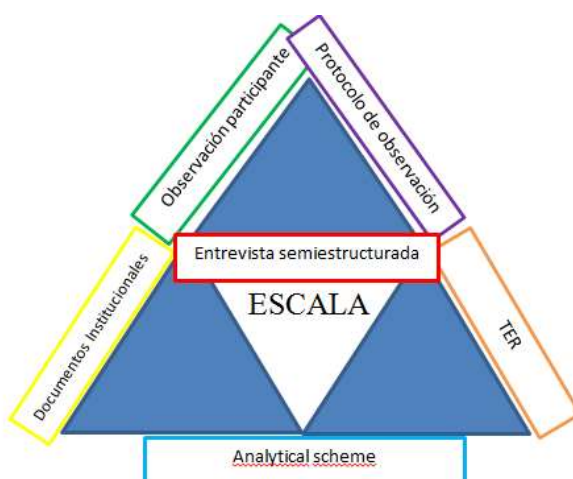 Observación participante
Protocolo de observación
Entrevista semiestructurada
Documentos Institucionales
ESCALA
TER
Analytical scheme